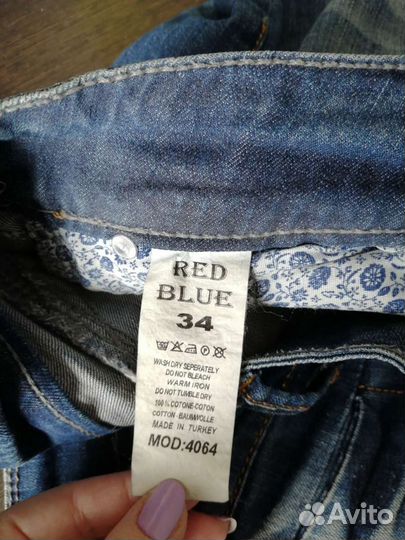 RED
BLUE
34
WASH DRY SEPERATELY
DO NOT BLEACH
WARM IRON
DO NOT TUMBLE DRY
100 % COTONE-COTON
COTTON - BAUMWOLLE
MADE IN TURKEY
MOD:4064
Avito